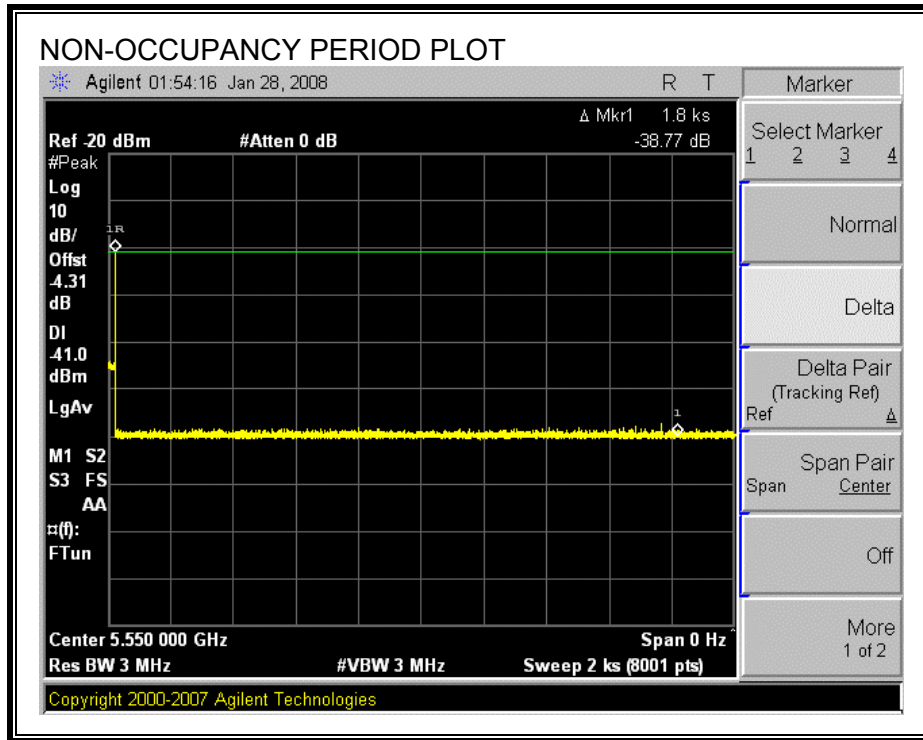 NON-OCCUPANCY PERIOD PLOT
Agilent 01:54:16 Jan 28, 2008 R T
Δ Mkr1 1.8 ks
Ref -20 dBm #Atten 0 dB -38.77 dB
#Peak
Log
10
dB/
Offst
-4.31
dB
DI
-41.0
dBm
LgAv
M1 S2
S3 FS
AA
¤(f):
FTun
1R
1
Center 5.550 000 GHz Span 0 Hz ^
Res BW 3 MHz #VBW 3 MHz Sweep 2 ks (8001 pts)
Copyright 2000-2007 Agilent Technologies
Marker
Select Marker
1 2 3 4
Normal
Delta
Delta Pair
(Tracking Ref)
Ref Δ
Span Pair
Span Center
Off
More
1 of 2